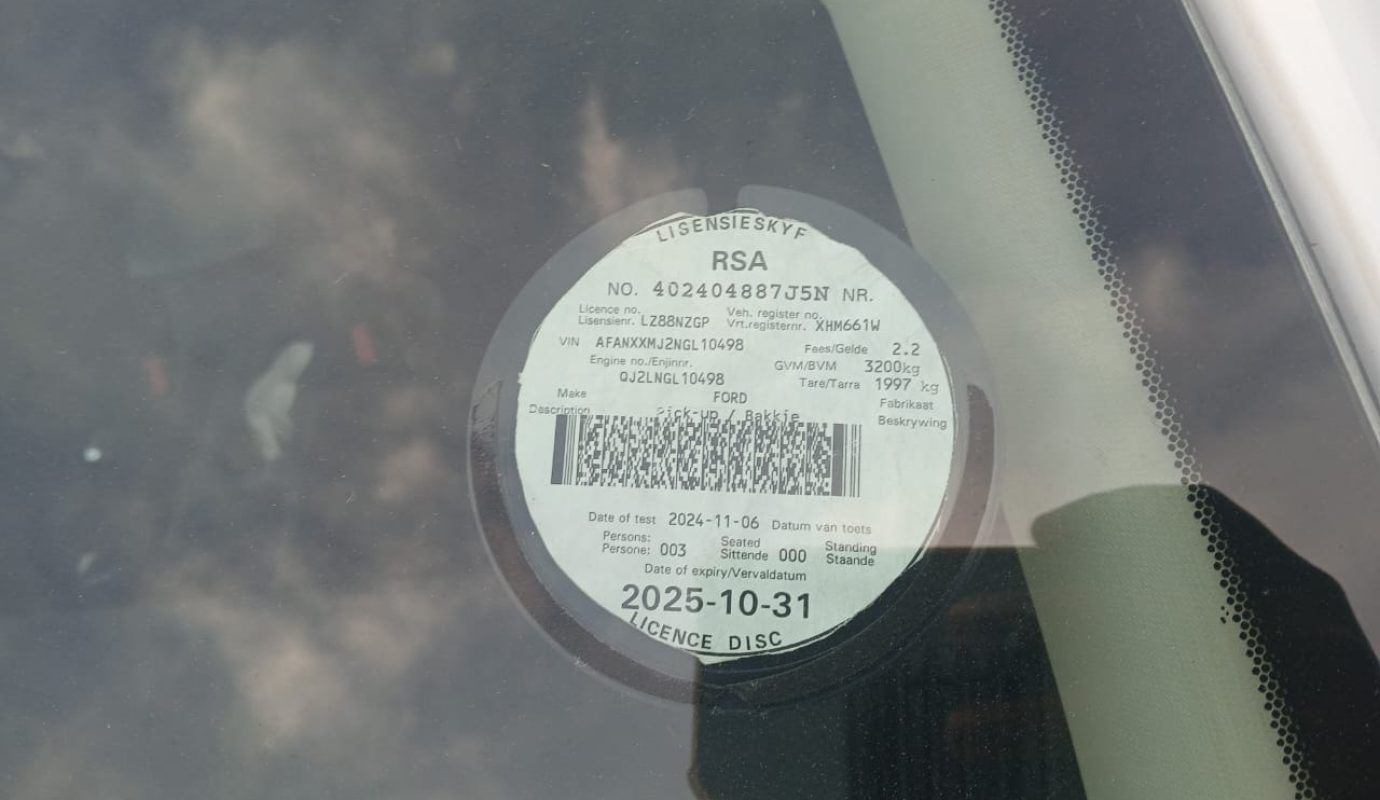 LISENSIESKYF
RSA
NO. 402404887J5N NR.
Licence no. Veh. register no.
Lisensienr. LZ88NZGP Vrt.registernr. XHM661W
VIN AFANXXMJ2NGL10498 Fees/Gelde 2.2
Engine no./Enjinnr. GVM/BVM 3200kg
QJ2LNGL10498 Tare/Tarra 1997 kg
Make FORD Fabrikaat
Description Pick-up / Bakkie Beskrywing
Date of test 2024-11-06 Datum van toets
Persons: Seated Standing
Persone: 003 Sittende 000 Staande
Date of expiry/Vervaldatum
2025-10-31
LICENCE DISC